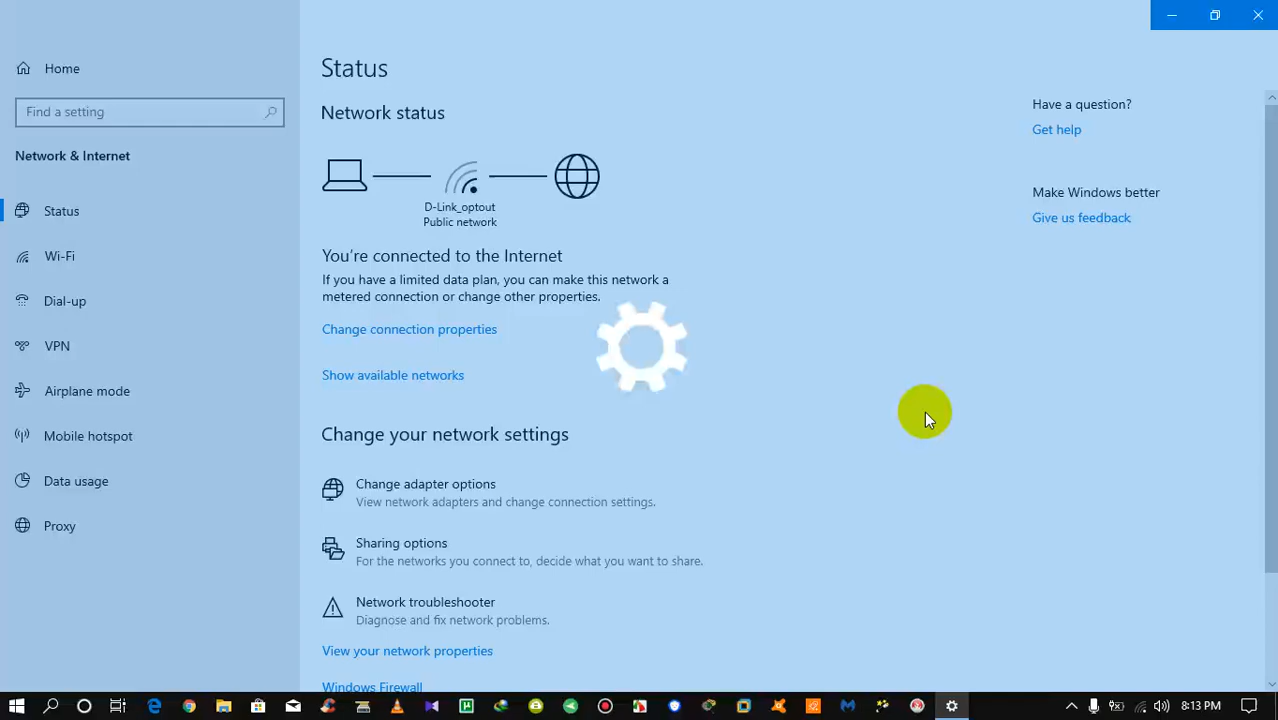 Home
Find a setting
Network & Internet
Status
Wi-Fi
Dial-up
VPN
Airplane mode
Mobile hotspot
Data usage
Proxy
Status
Network status
D-Link_optout
Public network
You're connected to the Internet
If you have a limited data plan, you can make this network a
metered connection or change other properties.
Change connection properties
Show available networks
Change your network settings
Change adapter options
View network adapters and change connection settings.
Sharing options
For the networks you connect to, decide what you want to share.
Network troubleshooter
Diagnose and fix network problems.
View your network properties
Windows Firewall
Have a question?
Get help
Make Windows better
Give us feedback
8:13 PM